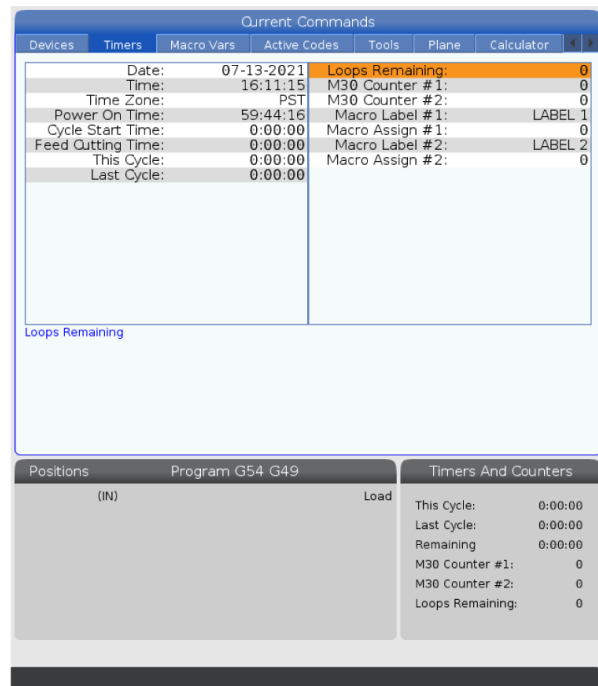 Current Commands
Devices Timers Macro Vars Active Codes Tools Plane Calculator
Date: 07-13-2021
Time: 16:11:15
Time Zone: PST
Power On Time: 59:44:16
Cycle Start Time: 0:00:00
Feed Cutting Time: 0:00:00
This Cycle: 0:00:00
Last Cycle: 0:00:00
Loops Remaining: 0
M30 Counter #1: 0
M30 Counter #2: 0
Macro Label #1: LABEL 1
Macro Assign #1: 0
Macro Label #2: LABEL 2
Macro Assign #2: 0
Loops Remaining
Positions Program G54 G49
(IN) Load
Timers And Counters
This Cycle: 0:00:00
Last Cycle: 0:00:00
Remaining 0:00:00
M30 Counter #1: 0
M30 Counter #2: 0
Loops Remaining: 0